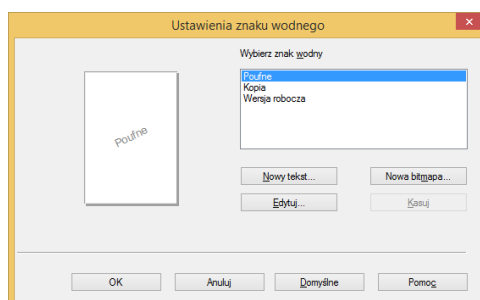 Ustawienia znaku wodnego
Wybierz znak wodny
Poufne
Kopia
Wersja robocza
Poufne
Nowy tekst...
Nowa bitmapa...
Edytuj...
Kasuj
OK
Anuluj
Domyślne
Pomoc